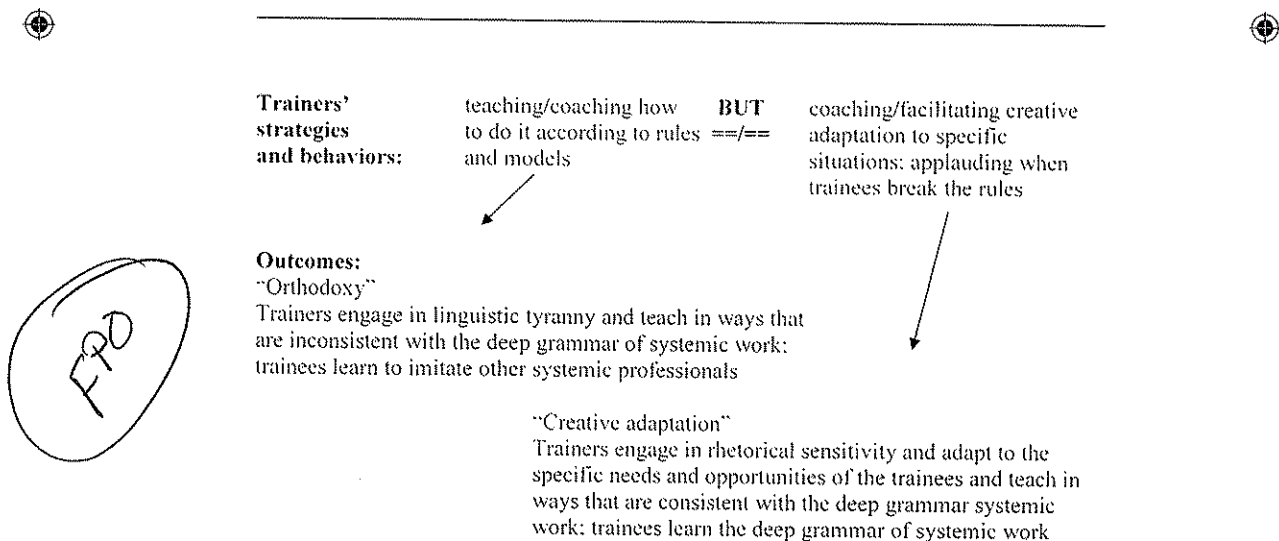 Trainers'
strategies
and behaviors:
teaching/coaching how
to do it according to rules
and models
BUT
==/==
coaching/facilitating creative
adaptation to specific
situations: applauding when
trainees break the rules
Outcomes:
"Orthodoxy"
Trainers engage in linguistic tyranny and teach in ways that
are inconsistent with the deep grammar of systemic work:
trainees learn to imitate other systemic professionals
FPO
"Creative adaptation"
Trainers engage in rhetorical sensitivity and adapt to the
specific needs and opportunities of the trainees and teach in
ways that are consistent with the deep grammar systemic
work: trainees learn the deep grammar of systemic work